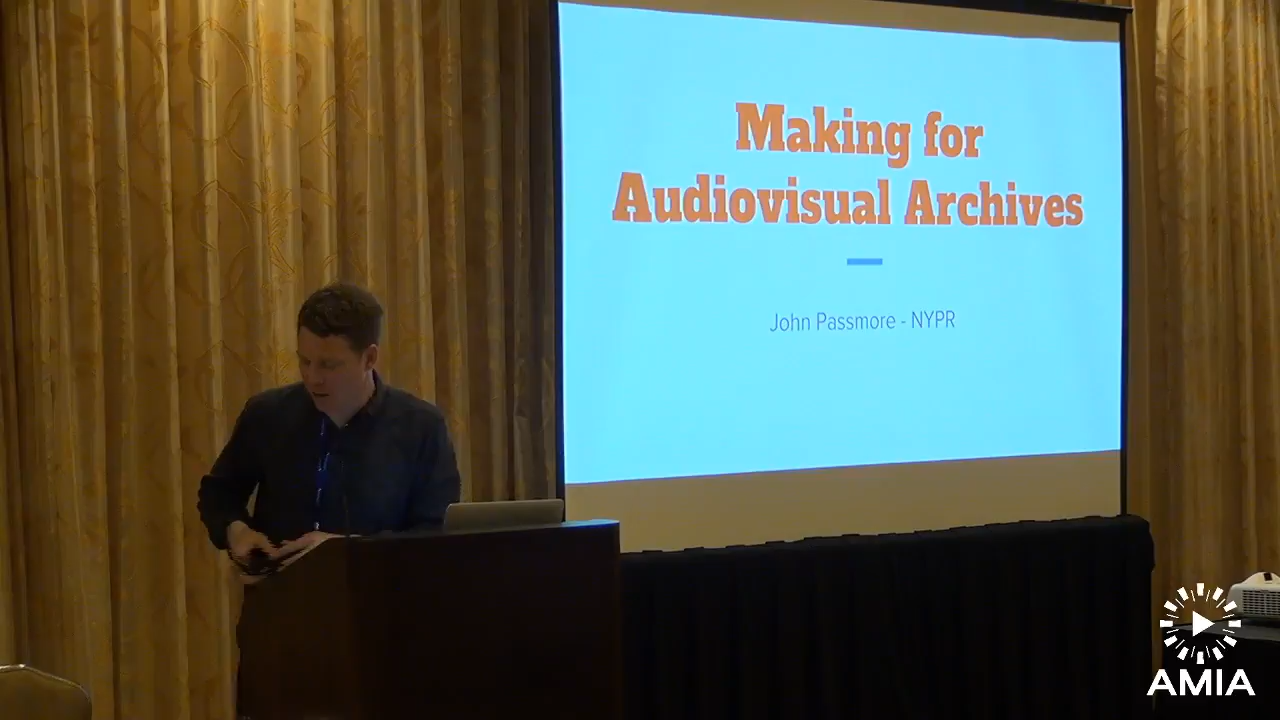 Making for
Audiovisual Archives
John Passmore - NYPR
AMIA